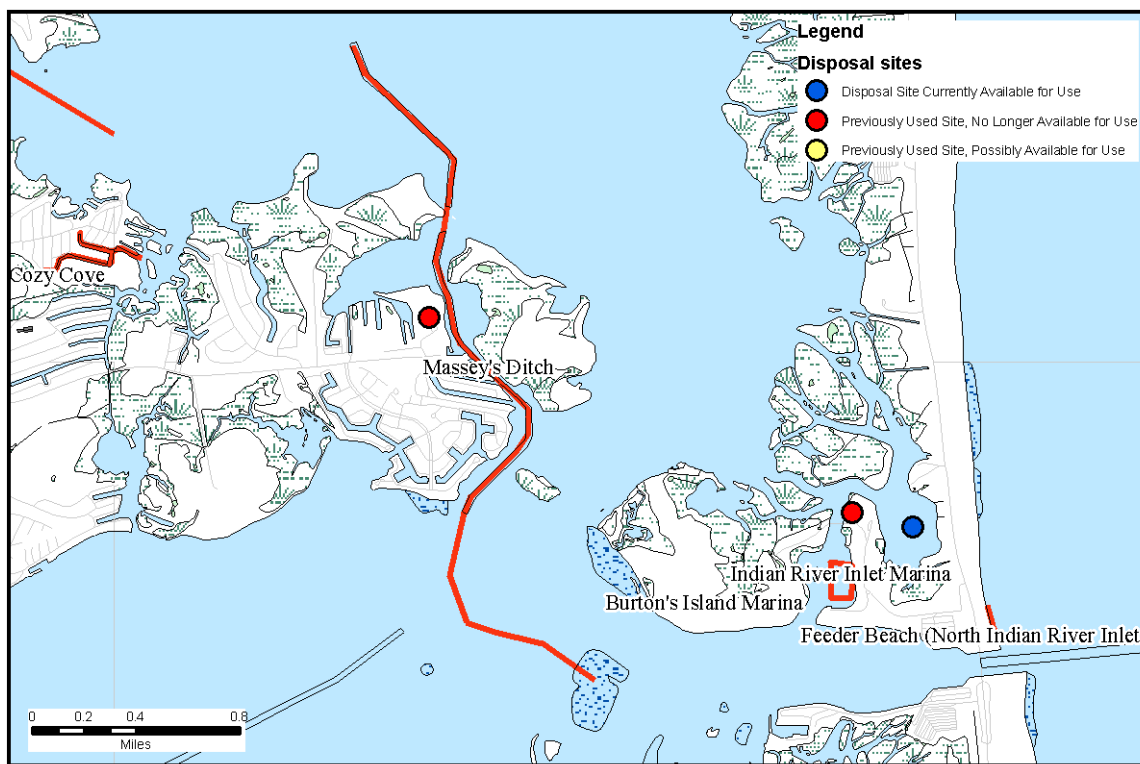 Legend
Disposal sites
Disposal Site Currently Available for Use
Previously Used Site, No Longer Available for Use
Previously Used Site, Possibly Available for Use
Cozy Cove
Massey's Ditch
Indian River Inlet Marina
Burton's Island Marina
Feeder Beach (North Indian River Inlet
0 0.2 0.4 0.8
Miles